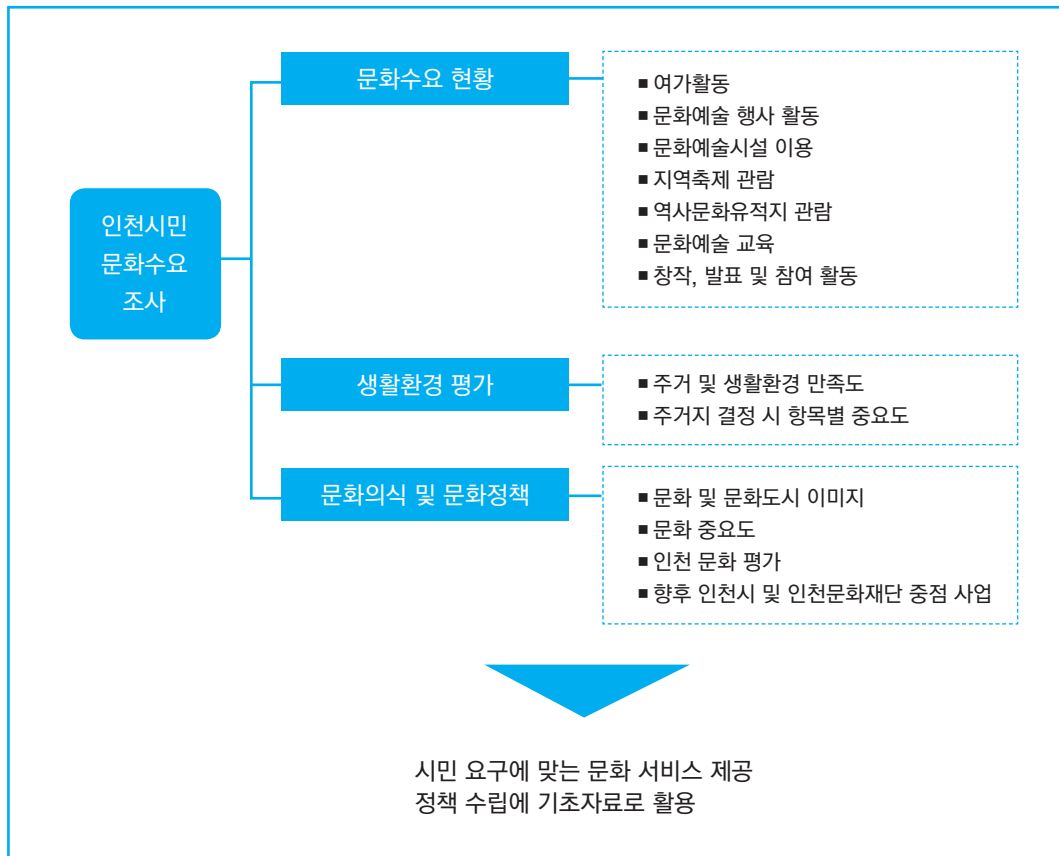 인천시민
문화수요
조사
문화수요 현황
■ 여가활동
■ 문화예술 행사 활동
■ 문화예술시설 이용
■ 지역축제 관람
■ 역사문화유적지 관람
■ 문화예술 교육
■ 창작, 발표 및 참여 활동
생활환경 평가
■ 주거 및 생활환경 만족도
■ 주거지 결정 시 항목별 중요도
문화의식 및 문화정책
■ 문화 및 문화도시 이미지
■ 문화 중요도
■ 인천 문화 평가
■ 향후 인천시 및 인천문화재단 중점 사업
시민 요구에 맞는 문화 서비스 제공
정책 수립에 기초자료로 활용